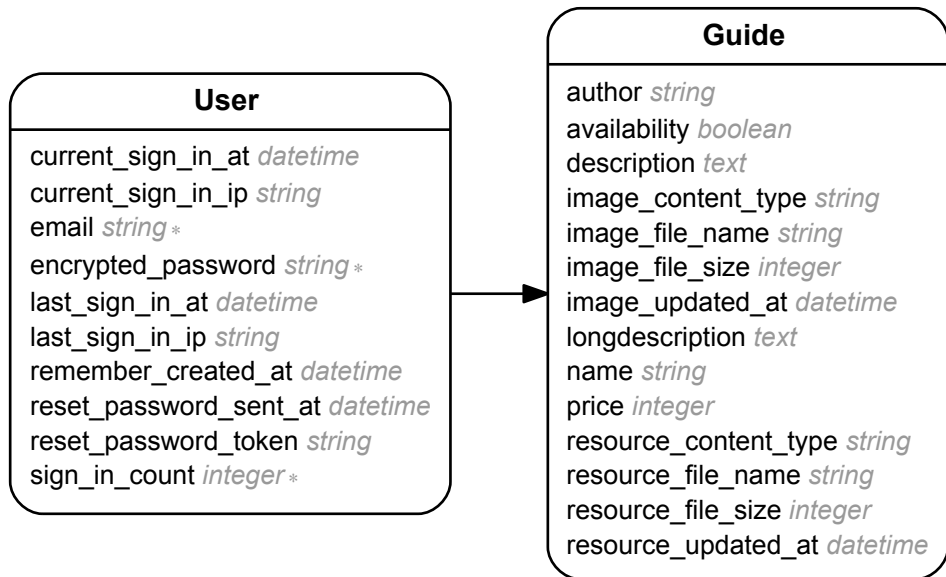 User
current_sign_in_at datetime
current_sign_in_ip string
email string *
encrypted_password string *
last_sign_in_at datetime
last_sign_in_ip string
remember_created_at datetime
reset_password_sent_at datetime
reset_password_token string
sign_in_count integer *
Guide
author string
availability boolean
description text
image_content_type string
image_file_name string
image_file_size integer
image_updated_at datetime
longdescription text
name string
price integer
resource_content_type string
resource_file_name string
resource_file_size integer
resource_updated_at datetime